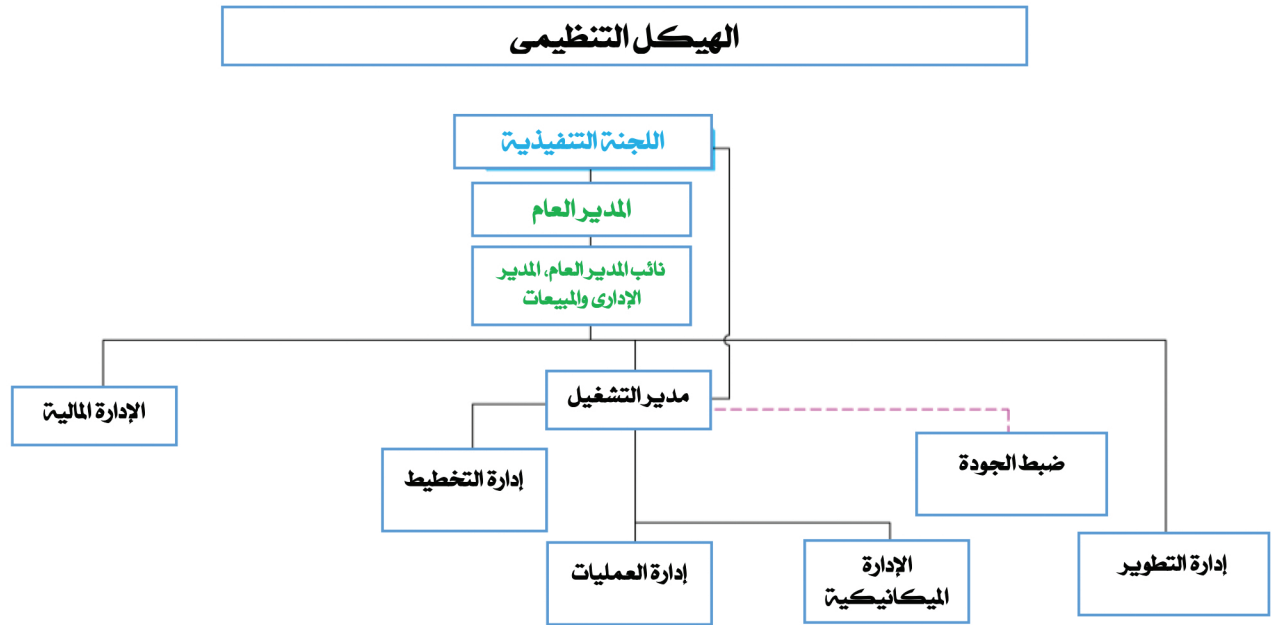 الهيكل التنظيمى
اللجنة التنفيذية
المدير العام
نائب المدير العام، المدير
الإدارى والمبيعات
مدير التشغيل
الإدارة المالية
ضبط الجودة
إدارة التخطيط
إدارة التطوير
الإدارة
الميكانيكية
إدارة العمليات